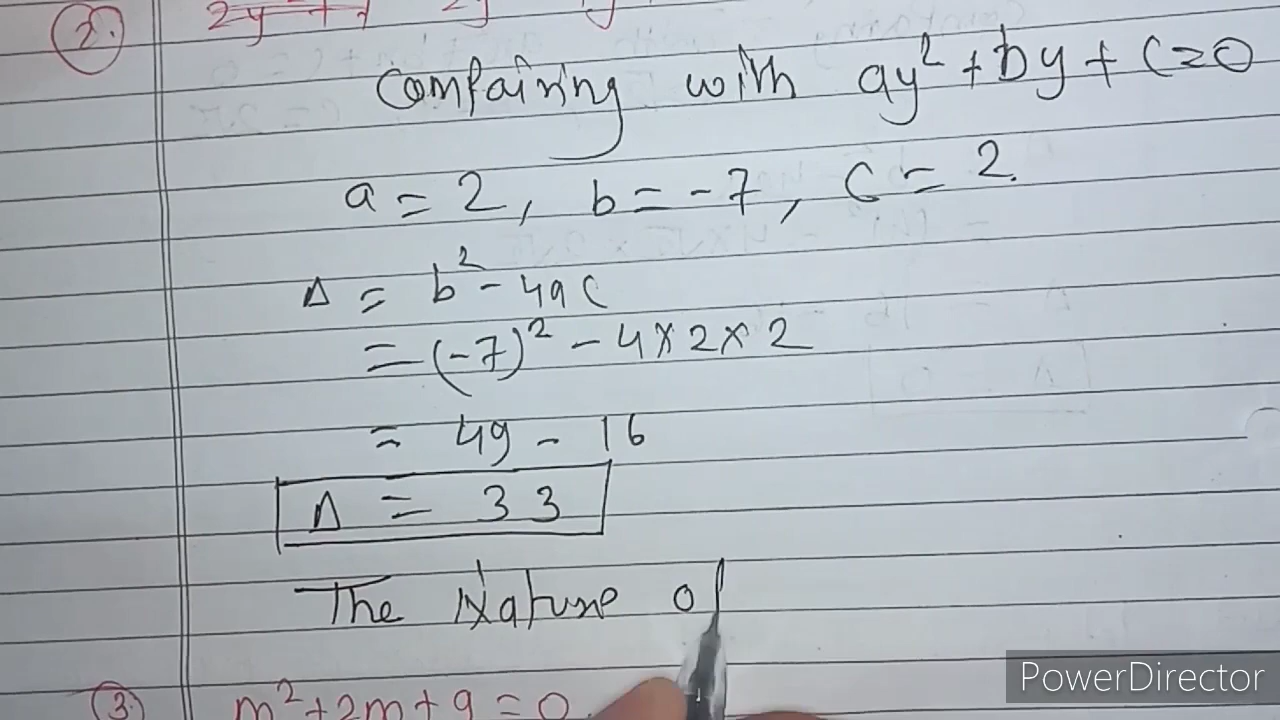 2.
Compairing with ay² + by + C = 0
a = 2, b = -7, C = 2.
Δ = b² - 4ac
= (-7)² - 4 × 2 × 2
= 49 - 16
Δ = 33
The Nature of
3. m² + 2m + 9 = 0.
PowerDirector